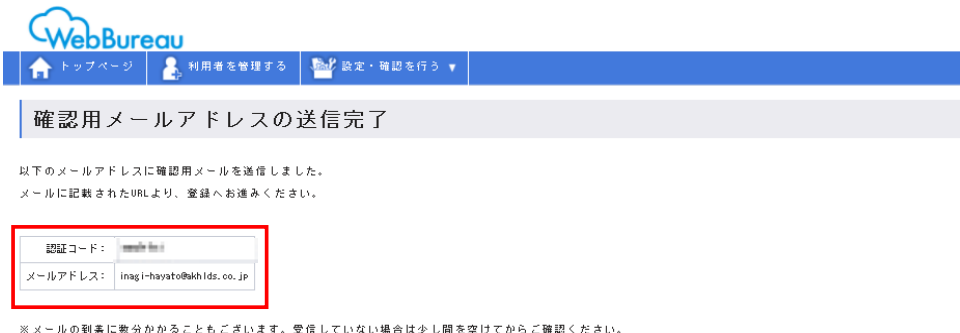 WebBureau
トップページ 利用者を管理する 設定・確認を行う ▼
確認用メールアドレスの送信完了
以下のメールアドレスに確認用メールを送信しました。
メールに記載されたURLより、登録へお進みください。
認証コード：
メールアドレス： inagi-hayato@akhlds.co.jp
※メールの到着に数分かかることもございます。受信していない場合は少し間を空けてからご確認ください。